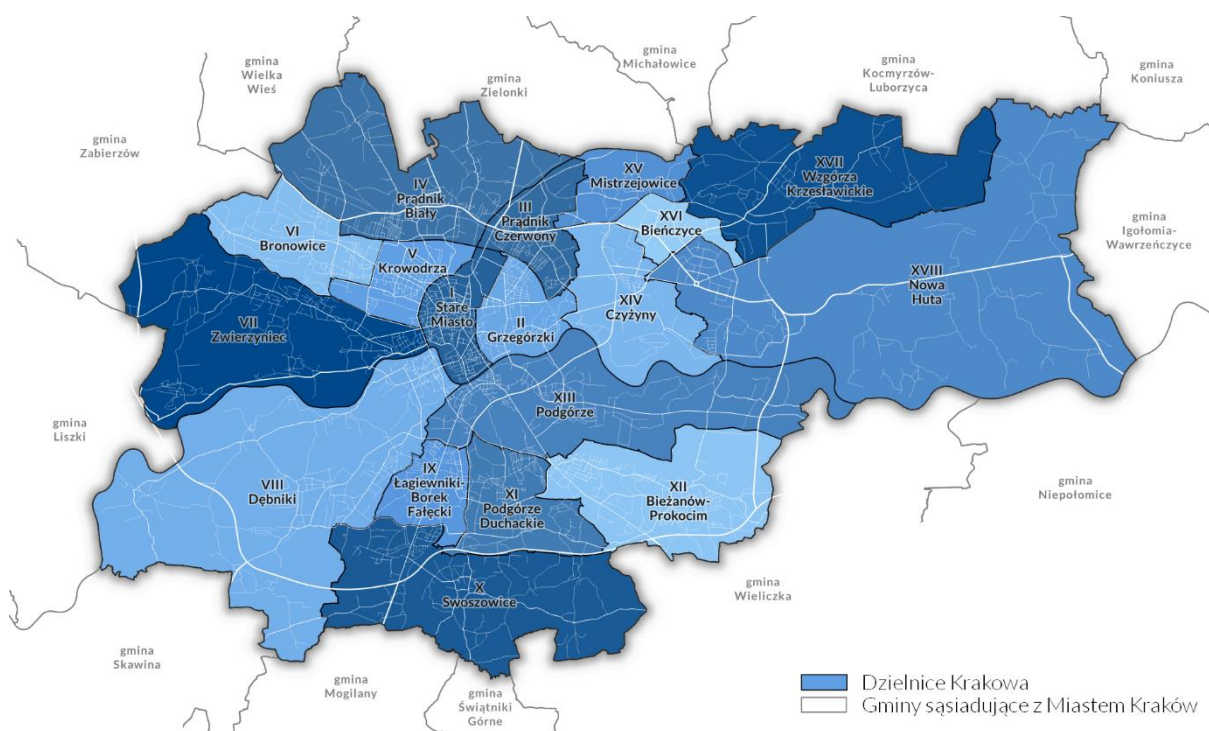 gmina
Wielka
Wieś
gmina
Zielonki
gmina
Michałowice
gmina
Kocmyrzów-
Luborzyca
gmina
Koniusza
gmina
Zabierzów
gmina
Igołomia-
Wawrzeńczyce
IV
Prądnik
Biały
III
Prądnik
Czerwony
XV
Mistrzejowice
XVII
Wzgórza
Krzesławickie
VI
Bronowice
V
Krowodrza
XVI
Bieńczyce
XVIII
Nowa
Huta
VII
Zwierzyniec
I
Stare
Miasto
II
Grzegórzki
XIV
Czyżyny
XIII
Podgórze
gmina
Liszki
VIII
Dębniki
IX
Łagiewniki-
Borek
Fałęcki
XI
Podgórze
Duchackie
XII
Bieżanów-
Prokocim
gmina
Niepołomice
X
Swoszowice
gmina
Wieliczka
gmina
Skawina
gmina
Mogilany
gmina
Świątniki
Górne
Dzielnice Krakowa
Gminy sąsiadujące z Miastem Kraków